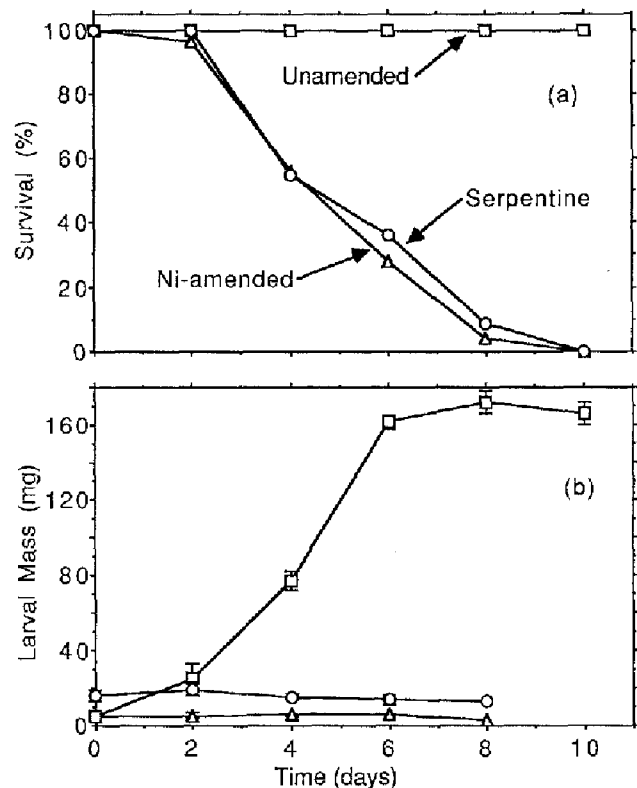 100
80
60
40
20
0
Survival (%)
Unamended
(a)
Serpentine
Ni-amended
160
120
80
40
0
Larval Mass (mg)
(b)
0 2 4 6 8 10
Time (days)